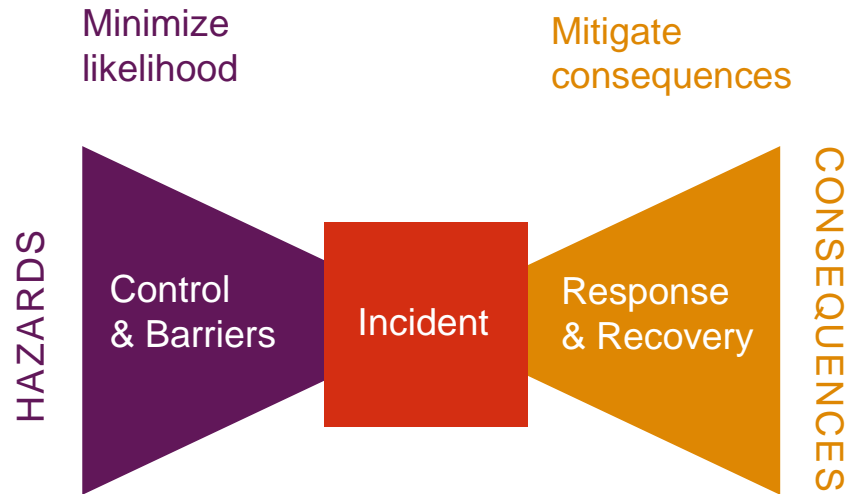 Minimize
likelihood
Mitigate
consequences
HAZARDS
Control
& Barriers
Incident
Response
& Recovery
CONSEQUENCES